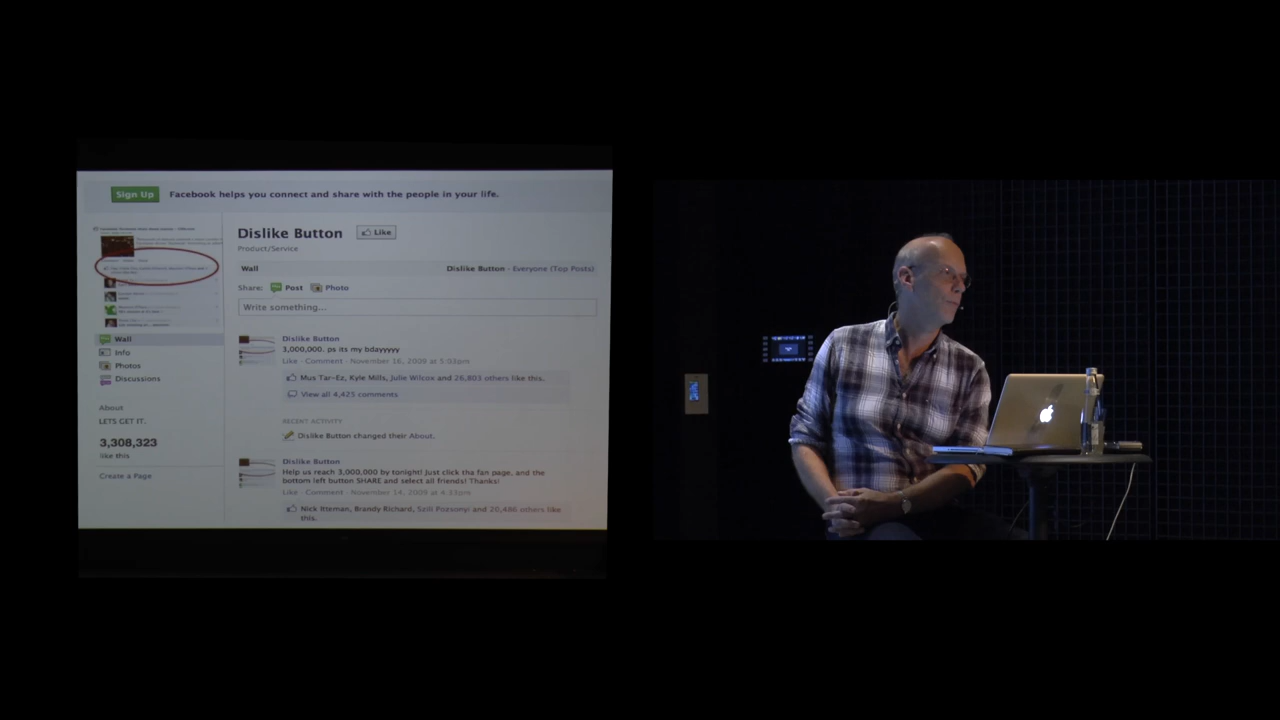 Sign Up Facebook helps you connect and share with the people in your life.
Dislike Button Like
Product/Service
Wall Dislike Button · Everyone (Top Posts)
Share: Post Photo
Write something...
Wall
Info
Photos
Discussions
About
LETS GET IT.
3,308,323
like this
Create a Page
Dislike Button
3,000,000. ps its my bdayyyyy
Like · Comment · November 16, 2009 at 5:03pm
Mus Tar-Ez, Kyle Mills, Julie Wilcox and 26,803 others like this.
View all 4,425 comments
RECENT ACTIVITY
Dislike Button changed their About.
Dislike Button
Help us reach 3,000,000 by tonight! Just click tha fan page, and the
bottom left button SHARE and select all friends! Thanks!
Like · Comment · November 14, 2009 at 4:33pm
Nick Itteman, Brandy Richard, Szili Pozsonyi and 20,486 others like
this.